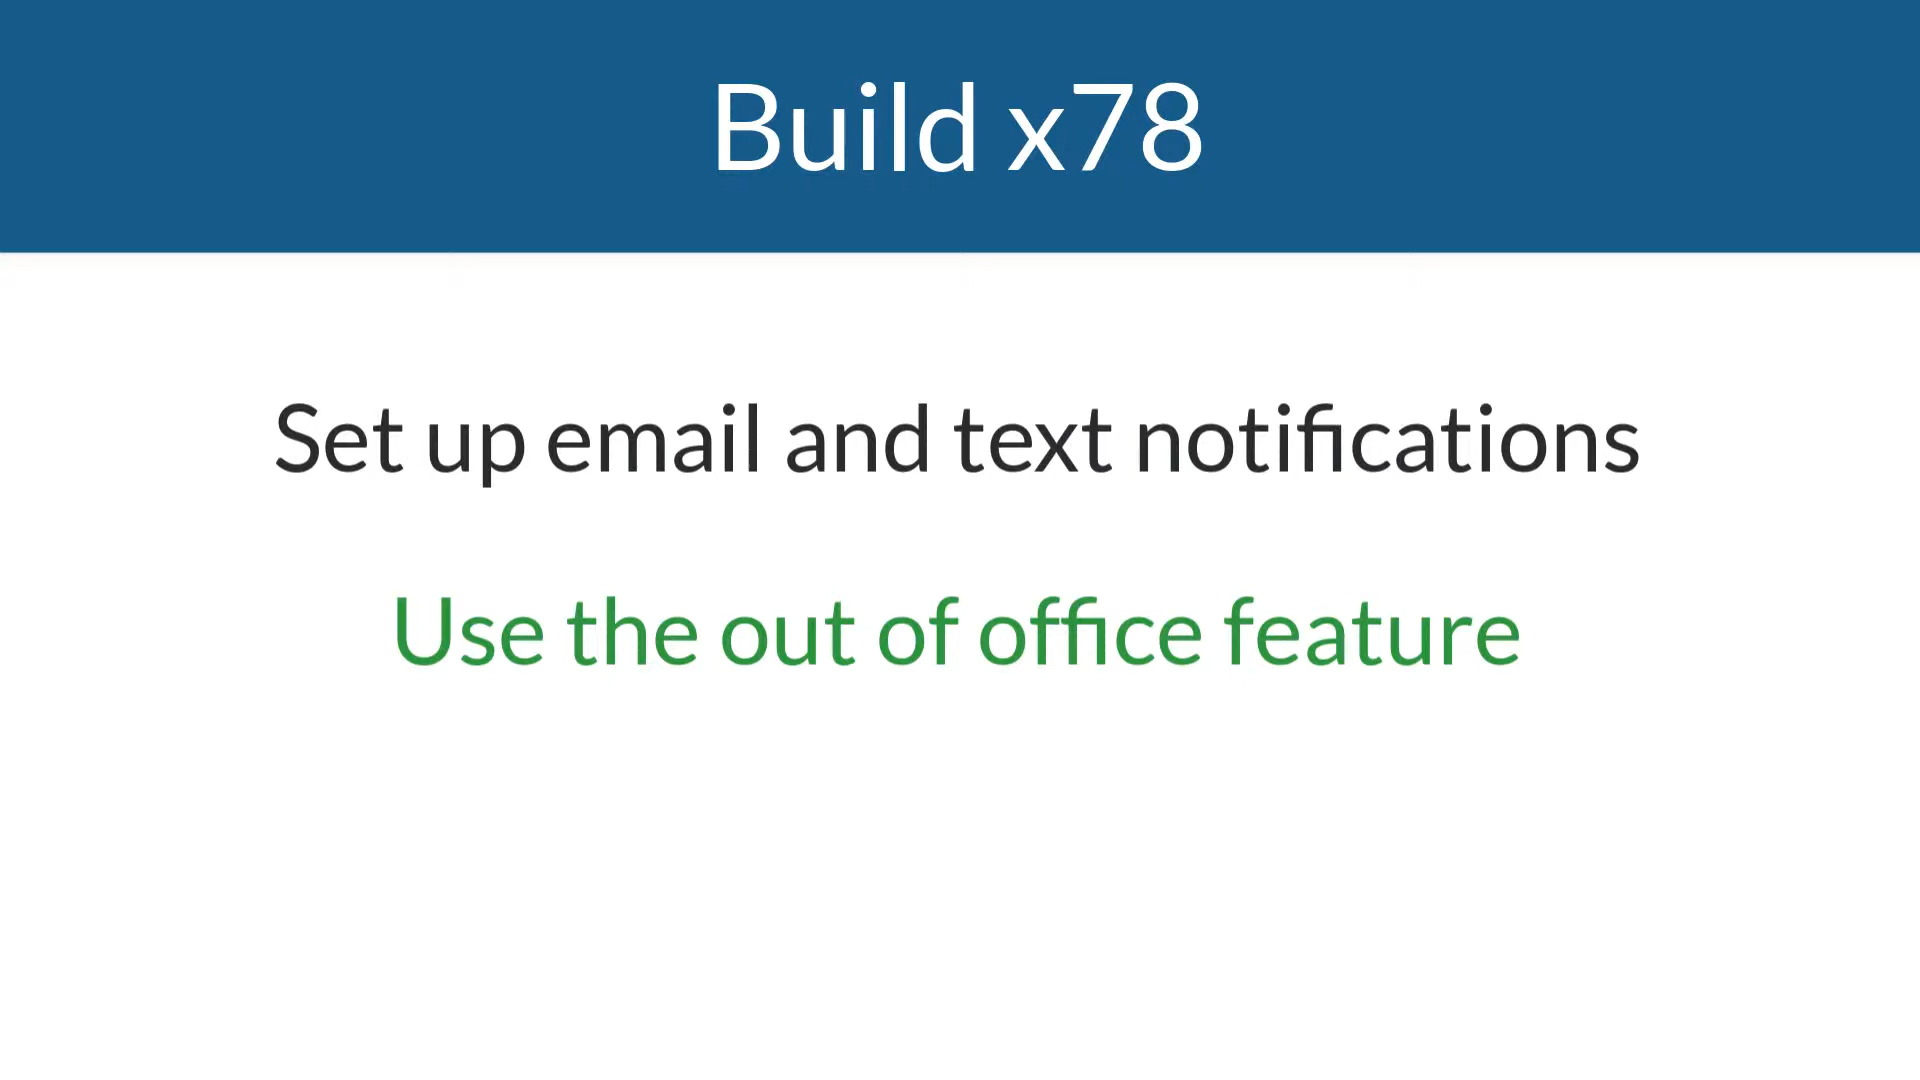 Build x78
Set up email and text notifications
Use the out of office feature